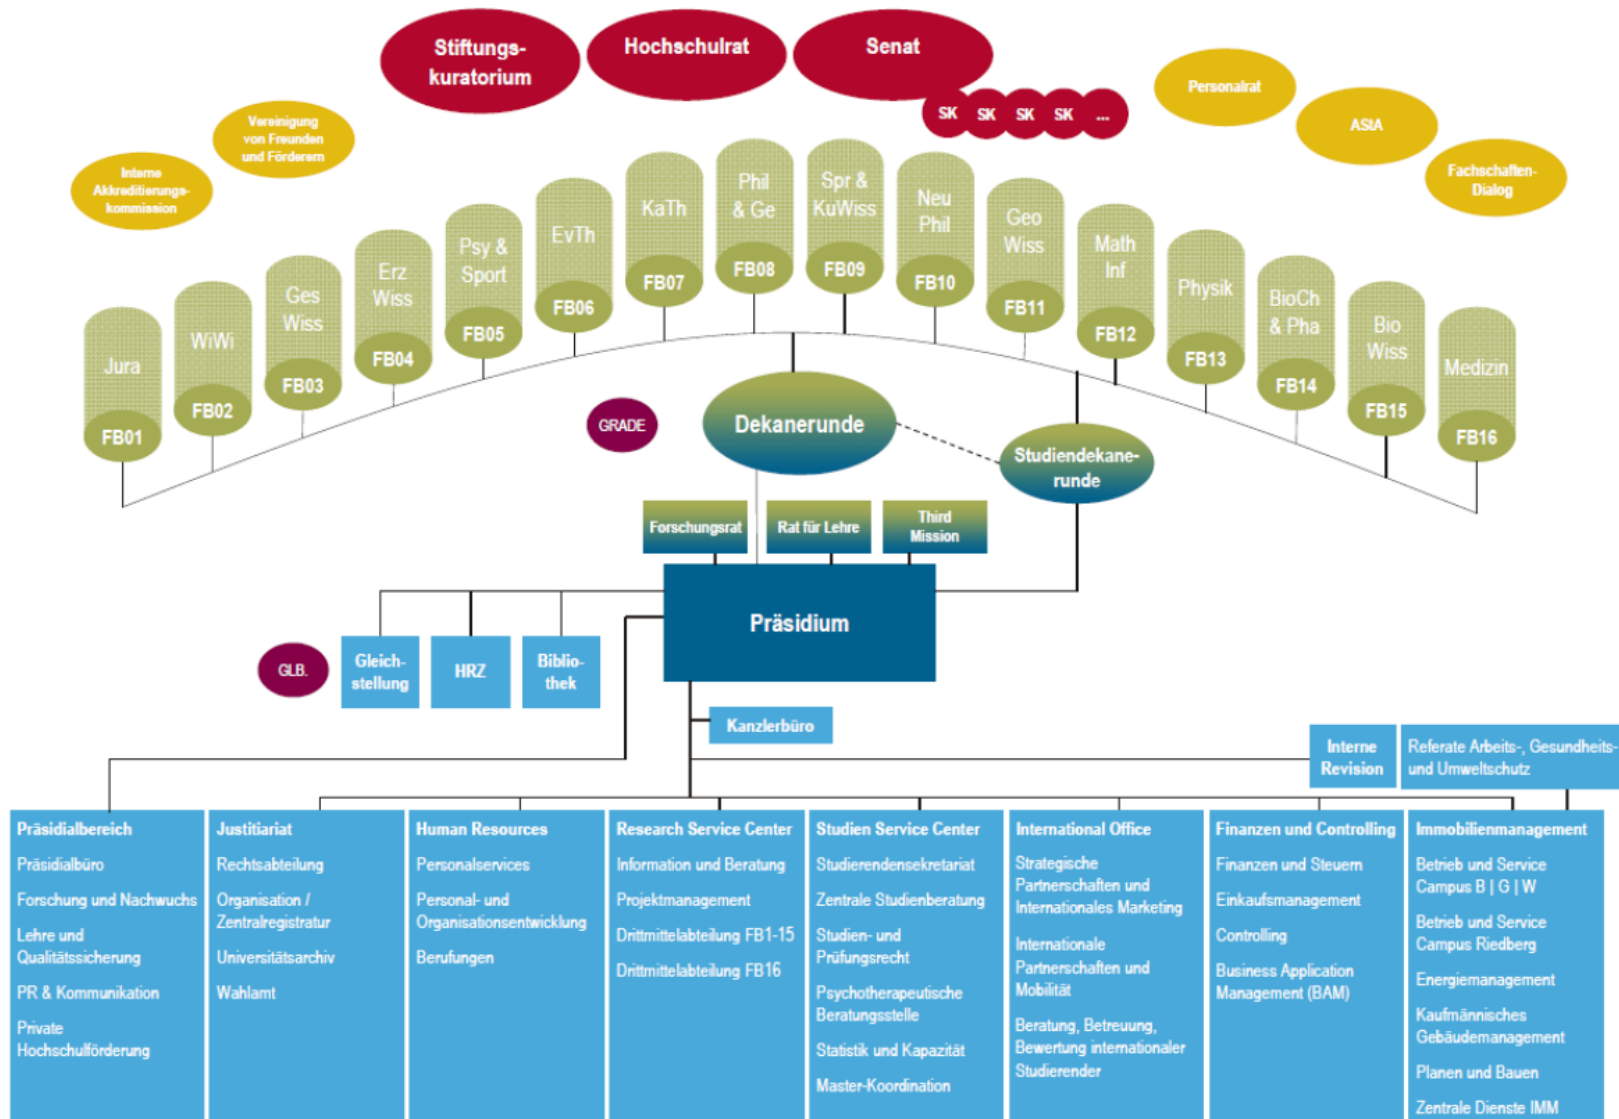 Stiftungs-
kuratorium
Hochschulrat
Senat
SK
SK
SK
SK
...
Personalrat
AStA
Fachschaften-
Dialog
Vereinigung
von Freunden
und Förderern
Interne
Akkreditierungs-
kommission
Jura
FB01
WiWi
FB02
Ges
Wiss
FB03
Erz
Wiss
FB04
Psy &
Sport
FB05
EvTh
FB06
KaTh
FB07
Phil
& Ge
FB08
Spr &
KuWiss
FB09
Neu
Phil
FB10
Geo
Wiss
FB11
Math
Inf
FB12
Physik
FB13
BioCh
& Pha
FB14
Bio
Wiss
FB15
Medizin
FB16
GRADE
Dekanerunde
Studiendekane-
runde
Forschungsrat
Rat für Lehre
Third
Mission
Präsidium
GLB.
Gleich-
stellung
HRZ
Biblio-
thek
Kanzlerbüro
Interne
Revision
Referate Arbeits-, Gesundheits-
und Umweltschutz
Präsidialbereich
Präsidialbüro
Forschung und Nachwuchs
Lehre und
Qualitätssicherung
PR & Kommunikation
Private
Hochschulförderung
Justitiariat
Rechtsabteilung
Organisation /
Zentralregistratur
Universitätsarchiv
Wahlamt
Human Resources
Personalservices
Personal- und
Organisationsentwicklung
Berufungen
Research Service Center
Information und Beratung
Projektmanagement
Drittmittelabteilung FB1-15
Drittmittelabteilung FB16
Studien Service Center
Studierendensekretariat
Zentrale Studienberatung
Studien- und
Prüfungsrecht
Psychotherapeutische
Beratungsstelle
Statistik und Kapazität
Master-Koordination
International Office
Strategische
Partnerschaften und
Internationales Marketing
Internationale
Partnerschaften und
Mobilität
Beratung, Betreuung,
Bewertung internationaler
Studierender
Finanzen und Controlling
Finanzen und Steuern
Einkaufsmanagement
Controlling
Business Application
Management (BAM)
Immobilienmanagement
Betrieb und Service
Campus B | G | W
Betrieb und Service
Campus Riedberg
Energiemanagement
Kaufmännisches
Gebäudemanagement
Planen und Bauen
Zentrale Dienste IMM